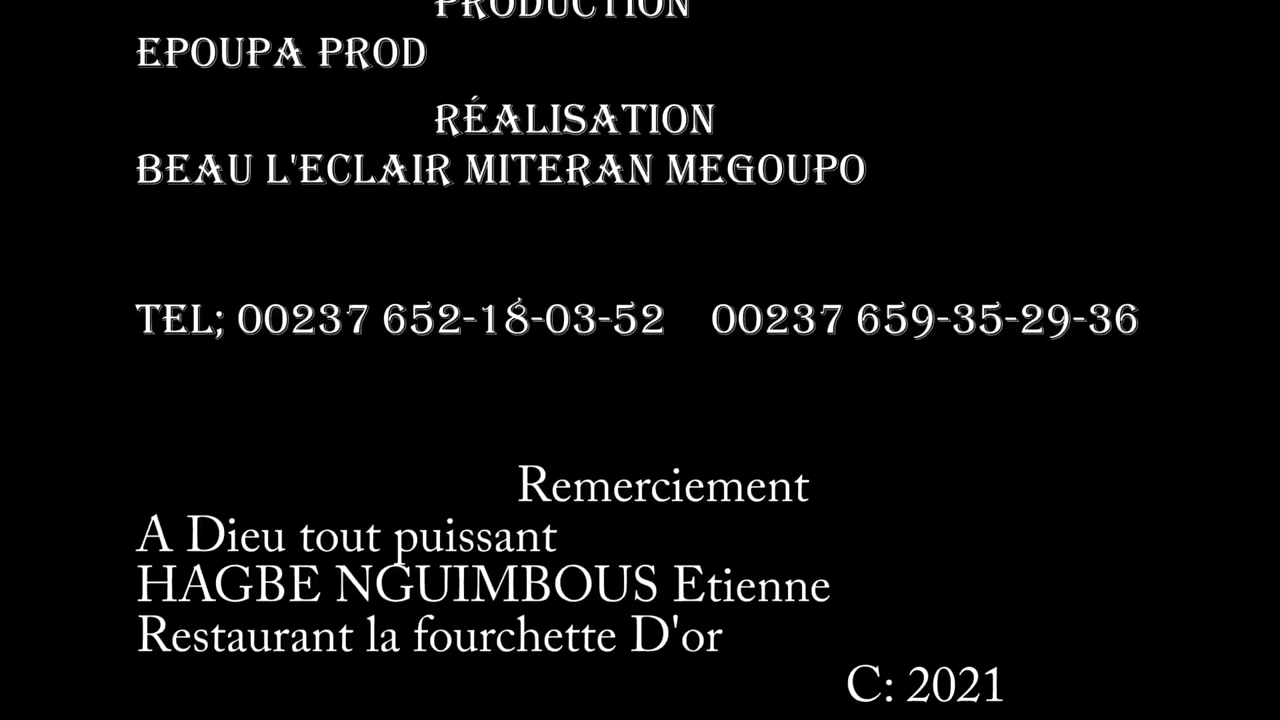 PRODUCTION
EPOUPA PROD
RÉALISATION
BEAU L'ECLAIR MITERAN MEGOUPO
TEL; 00237 652-18-03-52 00237 659-35-29-36
Remerciement
A Dieu tout puissant
HAGBE NGUIMBOUS Etienne
Restaurant la fourchette D'or
C: 2021